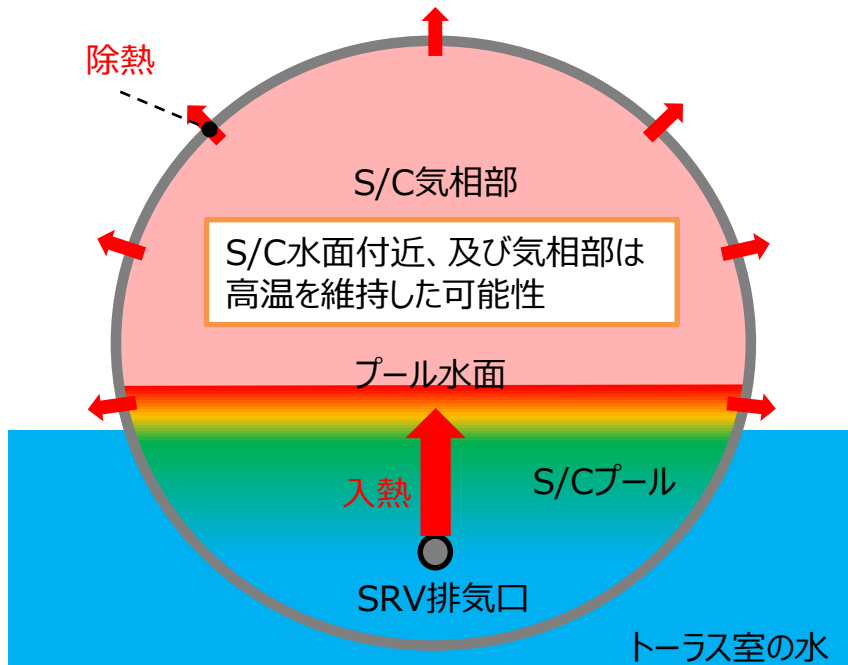 除熱
S/C気相部
S/C水面付近、及び気相部は
高温を維持した可能性
プール水面
入熱
S/Cプール
SRV排気口
トーラス室の水